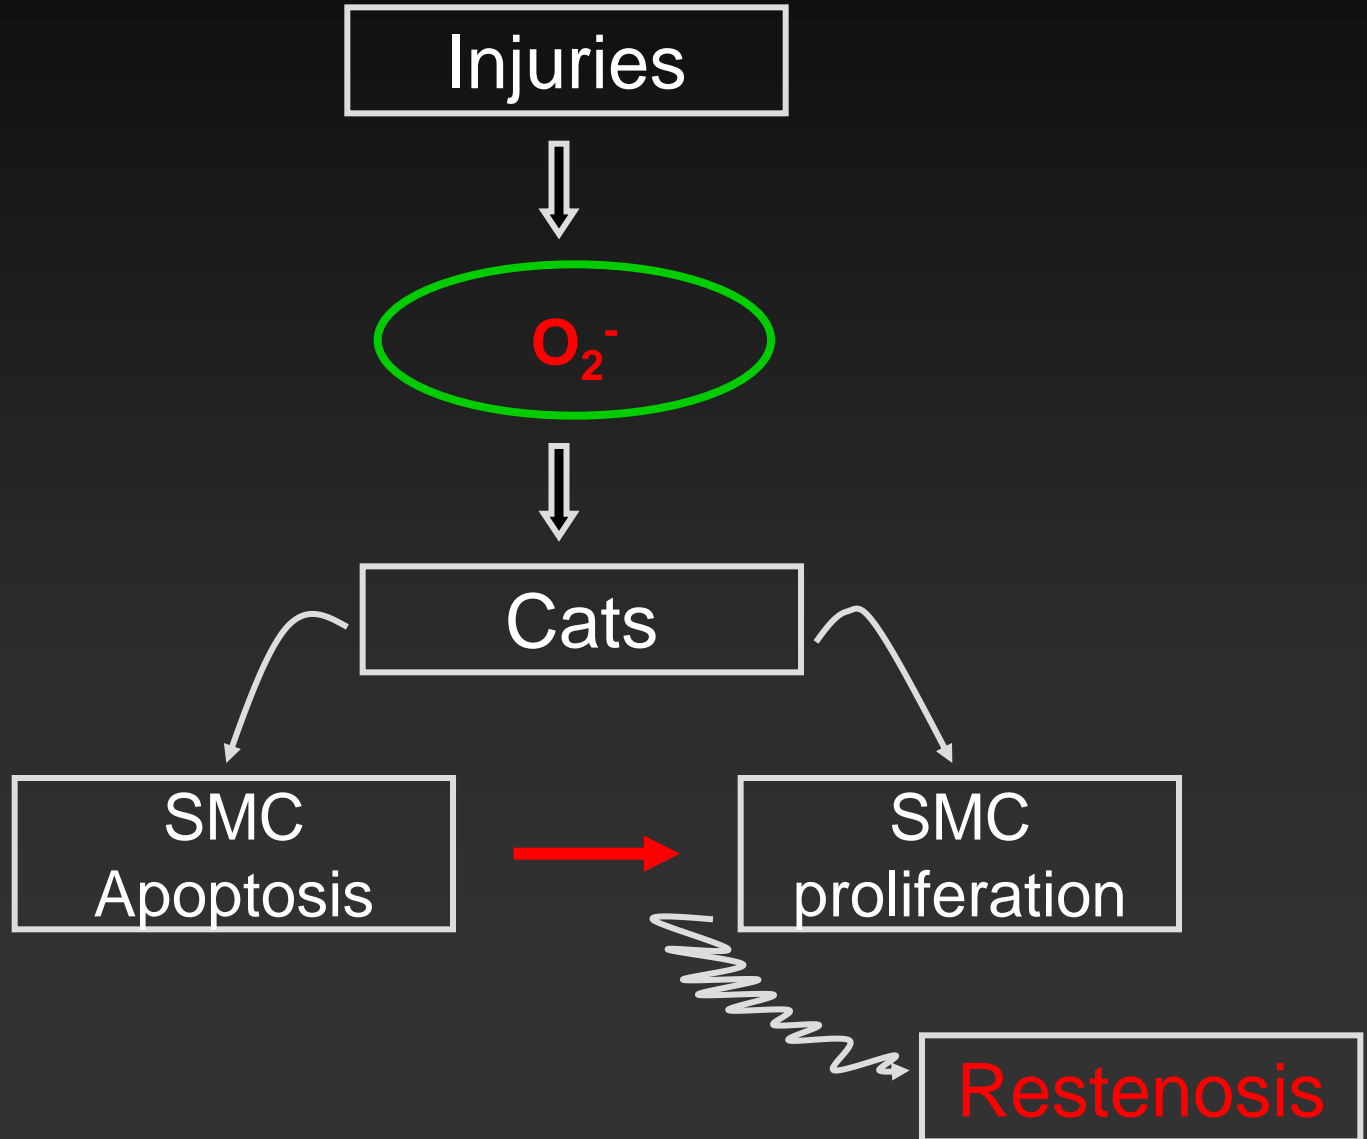 Injuries
O₂⁻
Cats
SMC
Apoptosis
SMC
proliferation
Restenosis